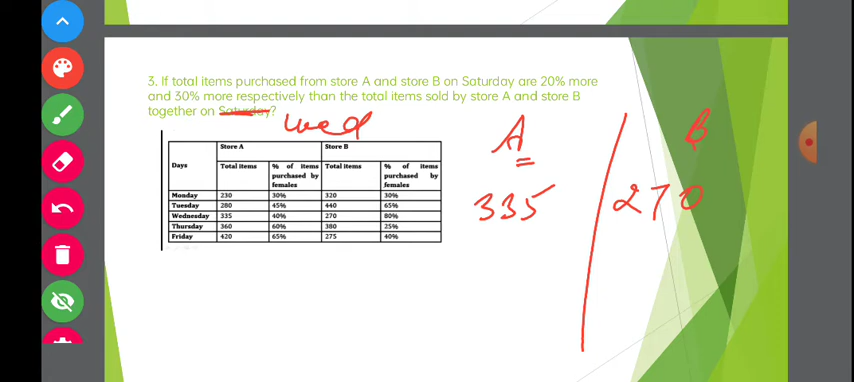 3. If total items purchased from store A and store B on Saturday are 20% more
and 30% more respectively than the total items sold by store A and store B
together on Saturday?
wed
A B
335 270
Store A Store B
Days Total items % of items purchased by females Total items % of items purchased by females
Monday 230 30% 320 30%
Tuesday 280 45% 440 65%
Wednesday 335 40% 270 80%
Thursday 360 60% 380 25%
Friday 420 65% 275 40%